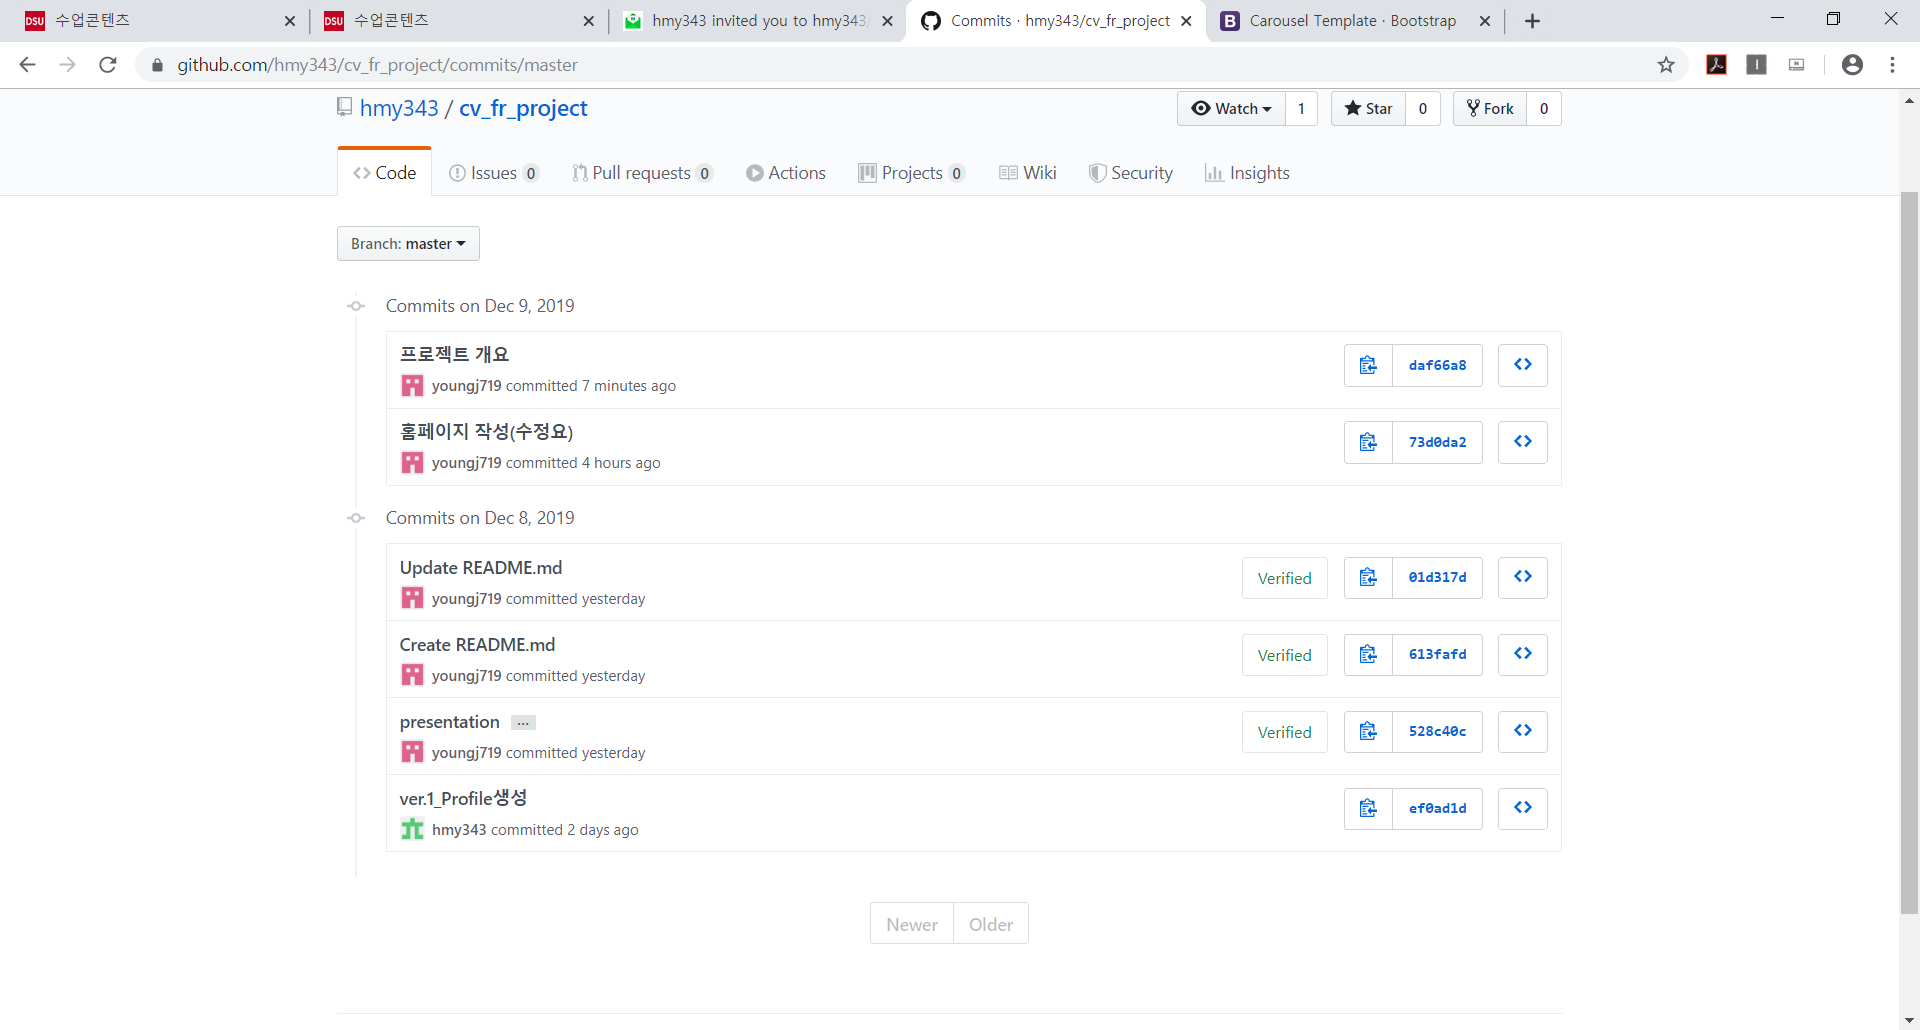 DSU 수업콘텐츠
DSU 수업콘텐츠
hmy343 invited you to hmy343/
Commits · hmy343/cv_fr_project
B Carousel Template · Bootstrap
github.com/hmy343/cv_fr_project/commits/master
hmy343 / cv_fr_project
Watch 1
Star 0
Fork 0
Code
Issues 0
Pull requests 0
Actions
Projects 0
Wiki
Security
Insights
Branch: master
Commits on Dec 9, 2019
프로젝트 개요
daf66a8
youngj719 committed 7 minutes ago
홈페이지 작성(수정요)
73d0da2
youngj719 committed 4 hours ago
Commits on Dec 8, 2019
Update README.md
Verified
01d317d
youngj719 committed yesterday
Create README.md
Verified
613fafd
youngj719 committed yesterday
presentation ...
Verified
528c40c
youngj719 committed yesterday
ver.1_Profile생성
ef0ad1d
hmy343 committed 2 days ago
Newer
Older